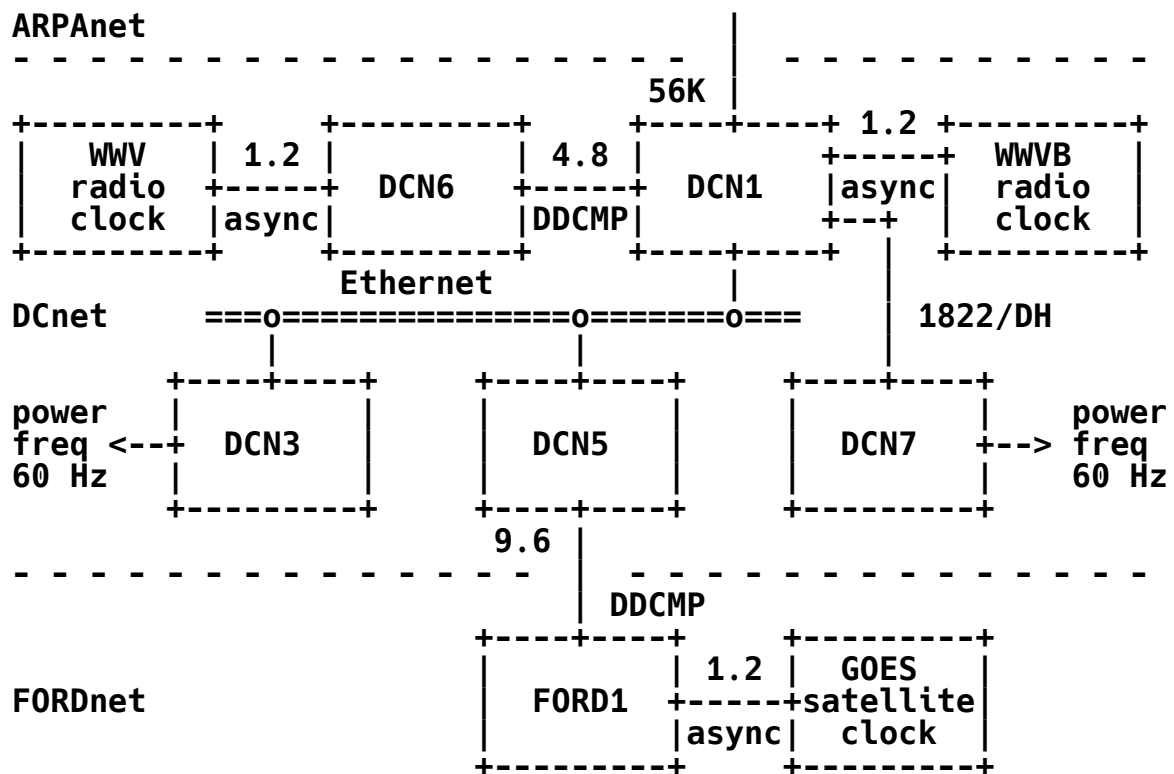 ARPAnet
56K
1.2
WWV 1.2 4.8 WWVB
radio DCN6 DCN1 async radio
clock async DDCMP clock
Ethernet
DCnet 1822/DH
power power
freq DCN3 DCN5 DCN7 freq
60 Hz 60 Hz
9.6
DDCMP
1.2 GOES
FORDnet FORD1 satellite
async clock